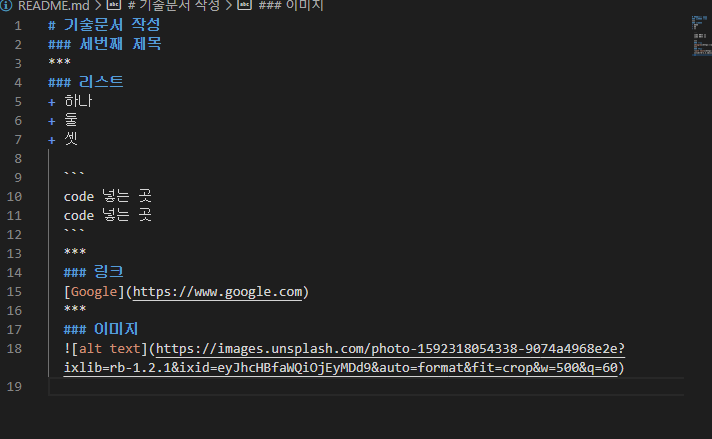 README.md > # 기술문서 작성 > ### 이미지
1 # 기술문서 작성
2 ### 세번째 제목
3 ***
4 ### 리스트
5 + 하나
6 + 둘
7 + 셋
8
9 ```
10 code 넣는 곳
11 code 넣는 곳
12 ```
13 ***
14 ### 링크
15 [Google](https://www.google.com)
16 ***
17 ### 이미지
18 ![alt text](https://images.unsplash.com/photo-1592318054338-9074a4968e2e?
ixlib=rb-1.2.1&ixid=eyJhcHBfaWQiOjEyMDd9&auto=format&fit=crop&w=500&q=60)
19